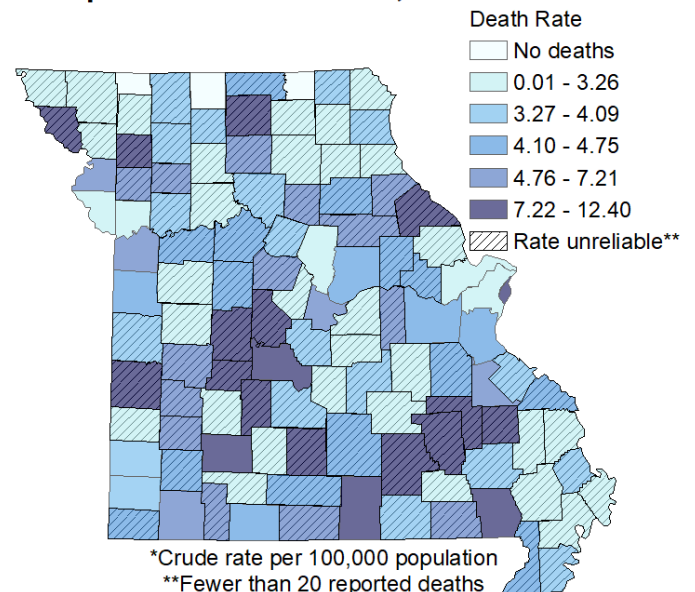 Death Rate
No deaths
0.01 - 3.26
3.27 - 4.09
4.10 - 4.75
4.76 - 7.21
7.22 - 12.40
Rate unreliable**
*Crude rate per 100,000 population
**Fewer than 20 reported deaths